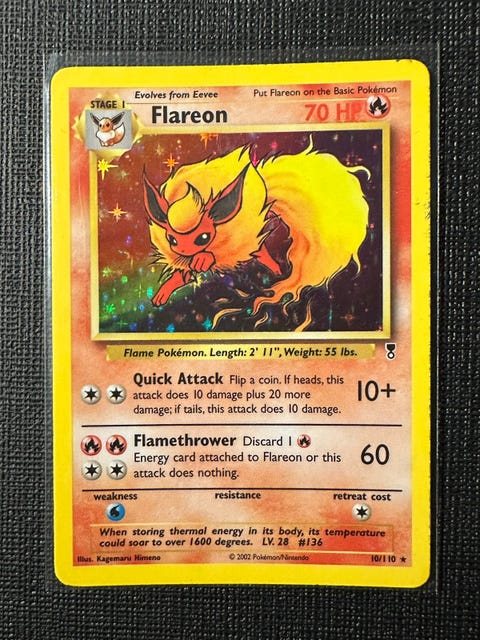 Evolves from Eevee
Put Flareon on the Basic Pokémon
STAGE 1
Flareon
70 HP
Flame Pokémon. Length: 2' 11", Weight: 55 lbs.
Quick Attack Flip a coin. If heads, this
attack does 10 damage plus 20 more
damage; if tails, this attack does 10 damage.
10+
Flamethrower Discard 1
Energy card attached to Flareon or this
attack does nothing.
60
weakness
resistance
retreat cost
When storing thermal energy in its body, its temperature
could soar to over 1600 degrees. LV. 28 #136
Illus. Kagemaru Himeno
© 2002 Pokémon/Nintendo
10/110 ★